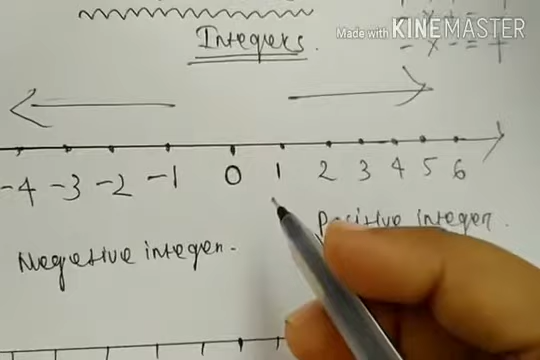 Made with KINEMASTER
Integers.
- x - = +
-4 -3 -2 -1 0 1 2 3 4 5 6
Positive integer.
Negative integer.